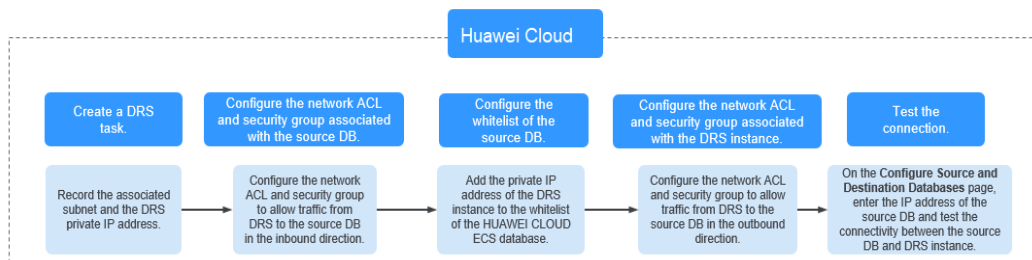 Huawei Cloud
Create a DRS
task.
Configure the network ACL
and security group associated
with the source DB.
Configure the
whitelist of the
source DB.
Configure the network ACL
and security group associated
with the DRS instance.
Test the
connection.
Record the associated
subnet and the DRS
private IP address.
Configure the network
ACL and security group
to allow traffic from
DRS to the source DB
in the inbound direction.
Add the private IP
address of the DRS
instance to the whitelist
of the HUAWEI CLOUD
ECS database.
Configure the network ACL
and security group to allow
traffic from DRS to the
source DB in the outbound
direction.
On the Configure Source and
Destination Databases page,
enter the IP address of the
source DB and test the
connectivity between the source
DB and DRS instance.